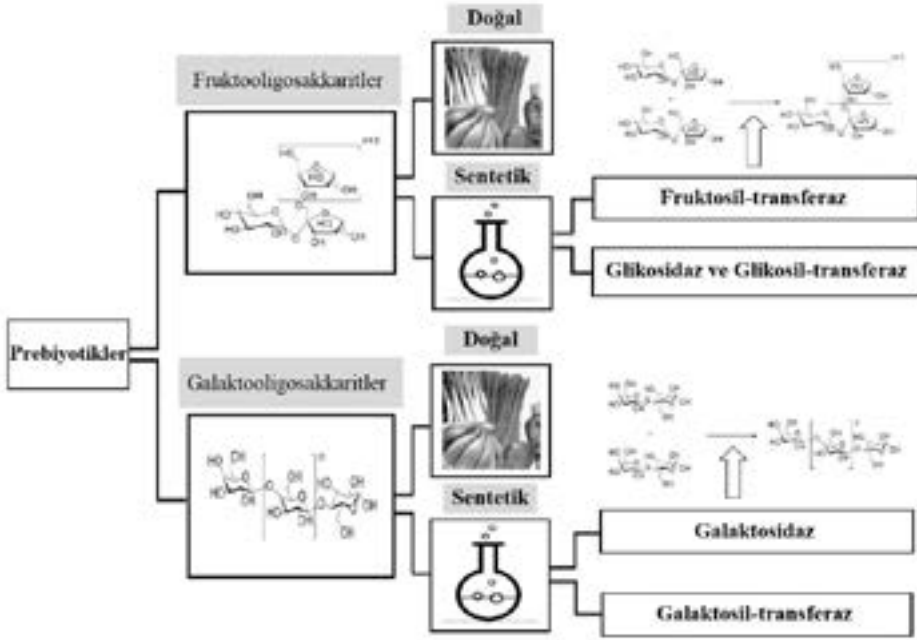 Doğal
Fruktooligosakkaritler
Sentetik
Fruktosil-transferaz
Glikosidaz ve Glikosil-transferaz
Prebiyotikler
Doğal
Galaktooligosakkaritler
Sentetik
Galaktosidaz
Galaktosil-transferaz